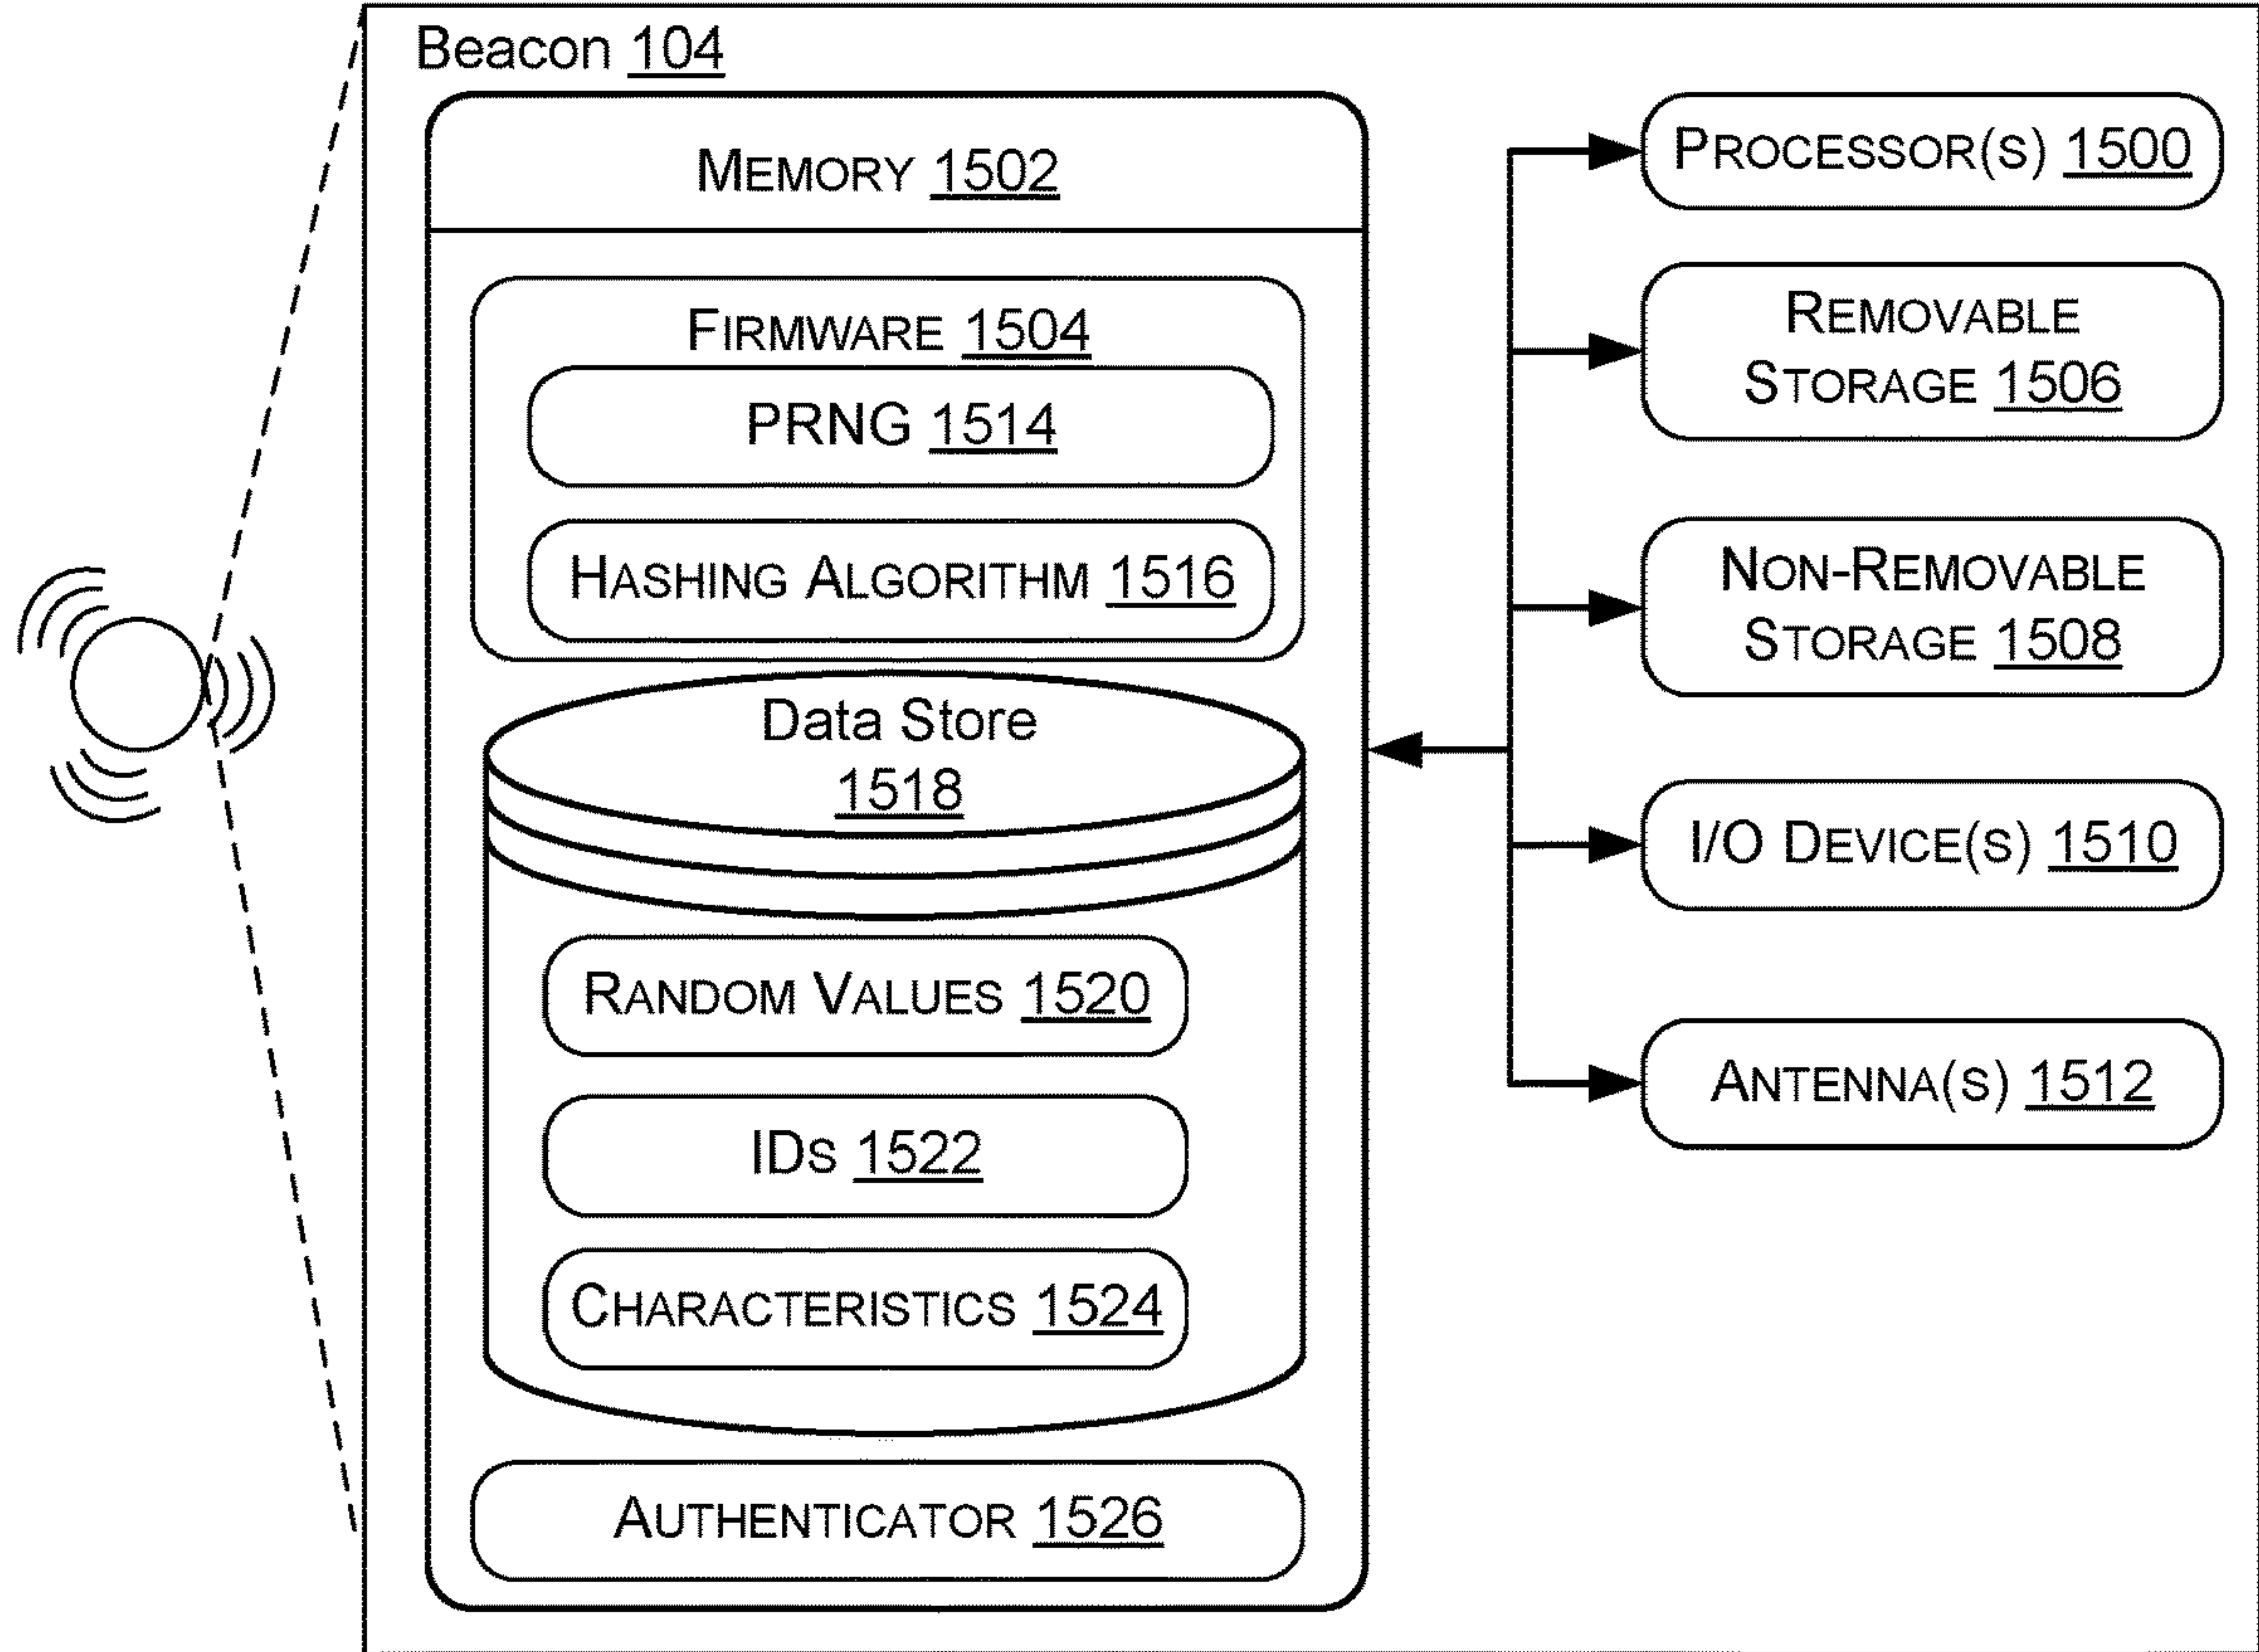 Beacon 104
MEMORY 1502
FIRMWARE 1504
PRNG 1514
HASHING ALGORITHM 1516
Data Store
1518
RANDOM VALUES 1520
IDS 1522
CHARACTERISTICS 1524
AUTHENTICATOR 1526
PROCESSOR(S) 1500
REMOVABLE
STORAGE 1506
NON-REMOVABLE
STORAGE 1508
I/O DEVICE(S) 1510
ANTENNA(S) 1512